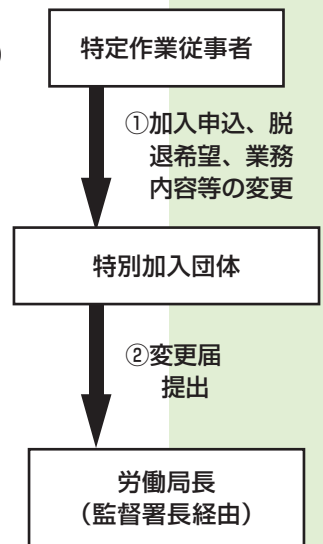 特定作業従事者
①加入申込、脱
退希望、業務
内容等の変更
特別加入団体
②変更届
提出
労働局長
（監督署長経由）